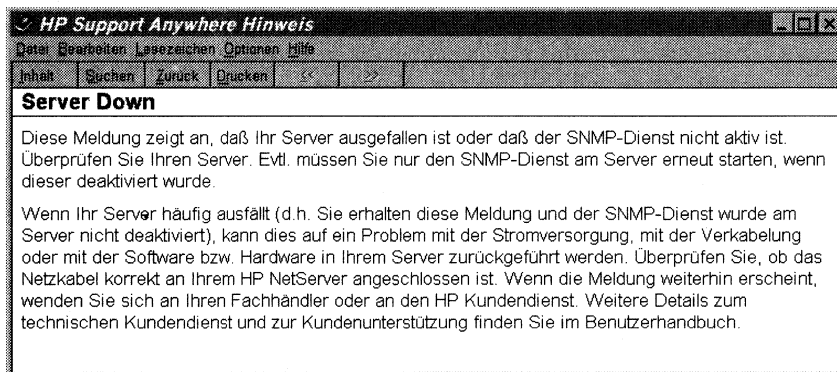 HP Support Anywhere Hinweis
Datei Bearbeiten Lesezeichen Optionen Hilfe
Inhalt Suchen Zurück Drucken << >>
Server Down
Diese Meldung zeigt an, daß Ihr Server ausgefallen ist oder daß der SNMP-Dienst nicht aktiv ist.
Überprüfen Sie Ihren Server. Evtl. müssen Sie nur den SNMP-Dienst am Server erneut starten, wenn
dieser deaktiviert wurde.
Wenn Ihr Server häufig ausfällt (d.h. Sie erhalten diese Meldung und der SNMP-Dienst wurde am
Server nicht deaktiviert), kann dies auf ein Problem mit der Stromversorgung, mit der Verkabelung
oder mit der Software bzw. Hardware in Ihrem Server zurückgeführt werden. Überprüfen Sie, ob das
Netzkabel korrekt an Ihrem HP NetServer angeschlossen ist. Wenn die Meldung weiterhin erscheint,
wenden Sie sich an Ihren Fachhändler oder an den HP Kundendienst. Weitere Details zum
technischen Kundendienst und zur Kundenunterstützung finden Sie im Benutzerhandbuch.